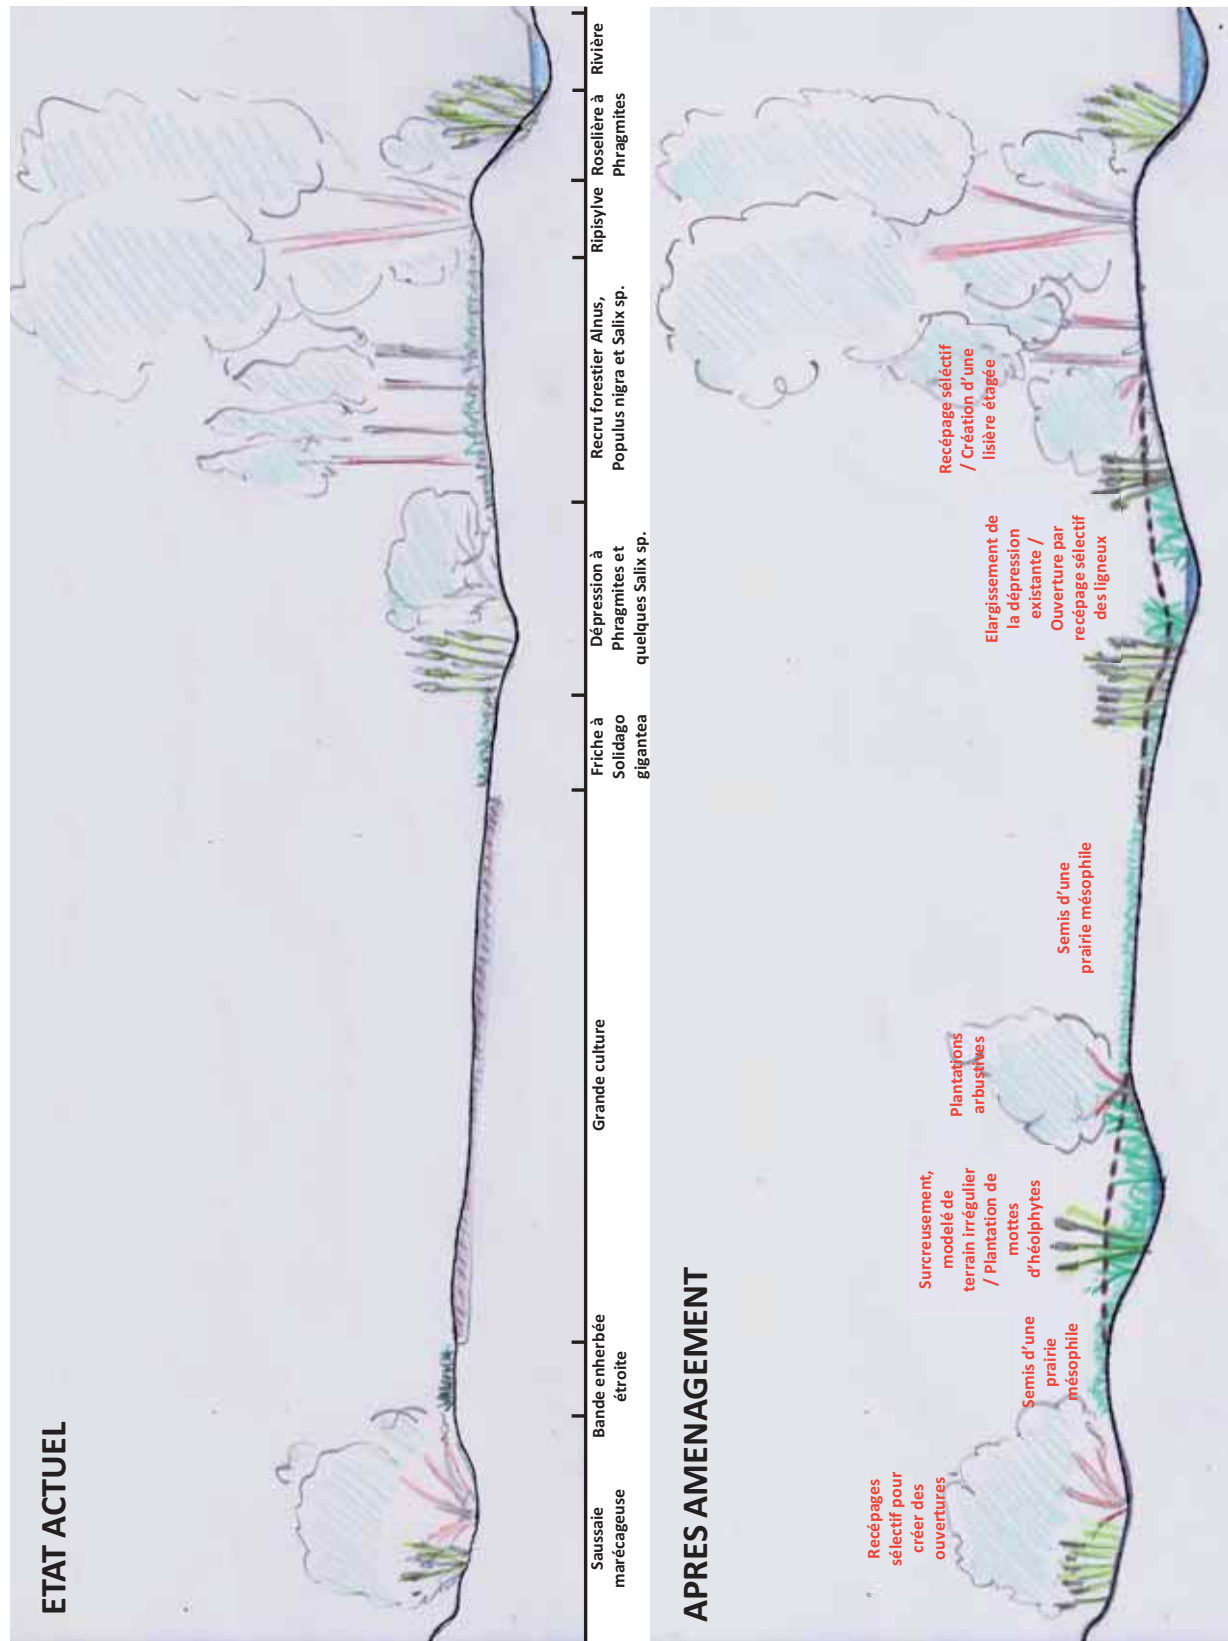 ETAT ACTUEL
Saussaie
marécageuse
Bande enherbée
étroite
Grande culture
Friche à
Solidago
gigantea
Dépression à
Phragmites et
quelques Salix sp.
Recru forestier Alnus,
Populus nigra et Salix sp.
Ripisylve
Roselière à
Phragmites
Rivière
APRES AMENAGEMENT
Recépages
sélectif pour
créer des
ouvertures
Semis d'une
prairie
mésophile
Surcreusement,
modelé de
terrain irrégulier
/ Plantation de
mottes
d'héolphytes
Plantations
arbustives
Semis d'une
prairie mésophile
Elargissement de
la dépression
existante /
Ouverture par
recépage sélectif
des ligneux
Recépage séléctif
/ Création d'une
lisière étagée